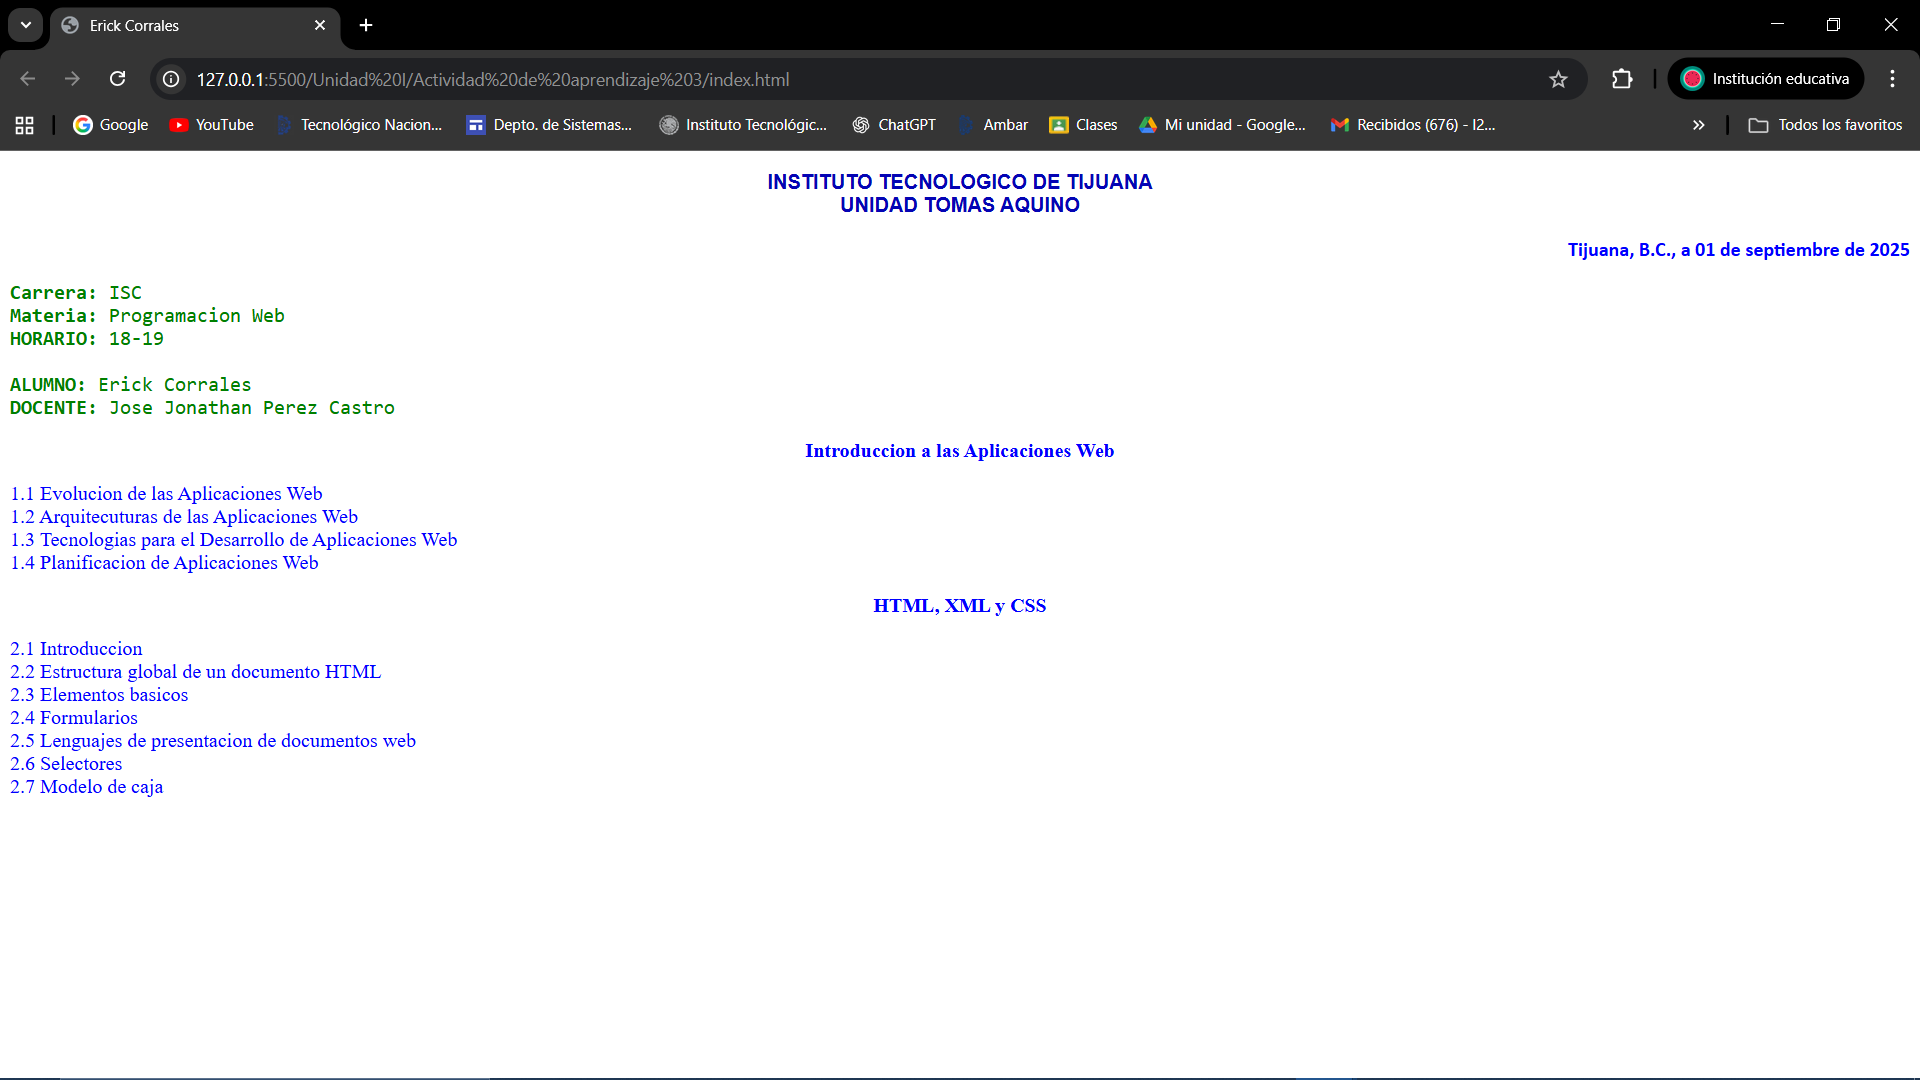 Erick Corrales
127.0.0.1:5500/Unidad%20I/Actividad%20de%20aprendizaje%203/index.html
Institución educativa
Google
YouTube
Tecnológico Nacion...
Depto. de Sistemas...
Instituto Tecnológic...
ChatGPT
Ambar
Clases
Mi unidad - Google...
Recibidos (676) - l2...
Todos los favoritos
INSTITUTO TECNOLOGICO DE TIJUANA
UNIDAD TOMAS AQUINO
Tijuana, B.C., a 01 de septiembre de 2025
Carrera: ISC
Materia: Programacion Web
HORARIO: 18-19
ALUMNO: Erick Corrales
DOCENTE: Jose Jonathan Perez Castro
Introduccion a las Aplicaciones Web
1.1 Evolucion de las Aplicaciones Web
1.2 Arquitecuturas de las Aplicaciones Web
1.3 Tecnologias para el Desarrollo de Aplicaciones Web
1.4 Planificacion de Aplicaciones Web
HTML, XML y CSS
2.1 Introduccion
2.2 Estructura global de un documento HTML
2.3 Elementos basicos
2.4 Formularios
2.5 Lenguajes de presentacion de documentos web
2.6 Selectores
2.7 Modelo de caja